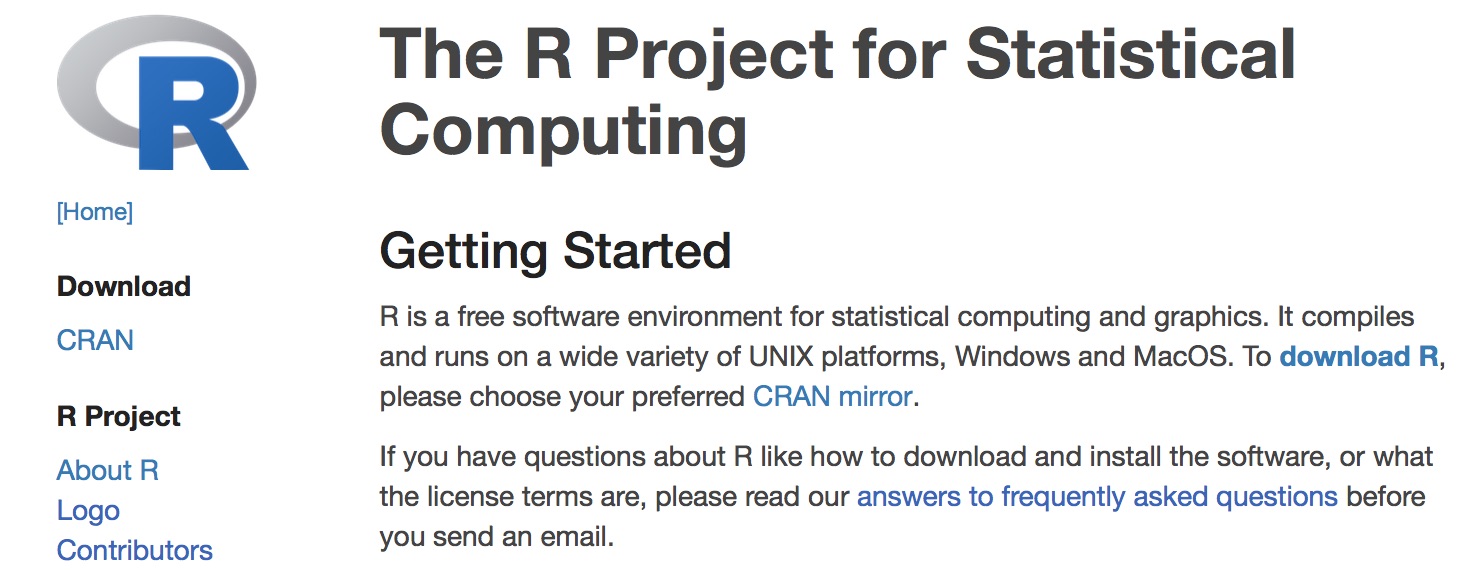 R
[Home]
Download
CRAN
R Project
About R
Logo
Contributors
The R Project for Statistical
Computing
Getting Started
R is a free software environment for statistical computing and graphics. It compiles
and runs on a wide variety of UNIX platforms, Windows and MacOS. To download R,
please choose your preferred CRAN mirror.
If you have questions about R like how to download and install the software, or what
the license terms are, please read our answers to frequently asked questions before
you send an email.